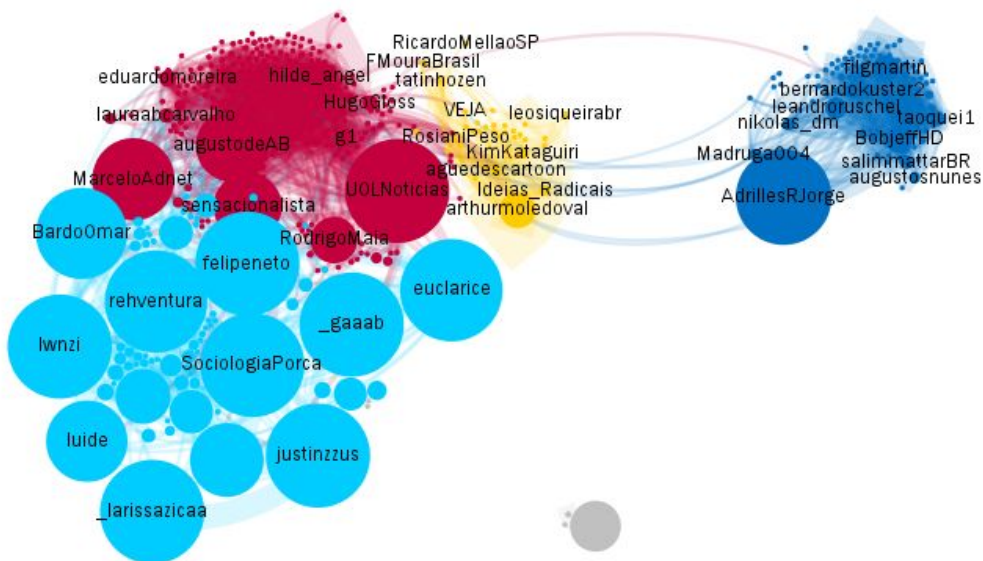 RicardoMellaoSP
FMouraBrasil
tatinhozen
eduardomoreira
hilde_angel
HugoGloss
VEJA
leosiqueirabr
lauraabcarvalho
augustodeAB
g1
RosianiPeso
KimKataguiri
aguedescartoon
MarceloAdnet
UOLNoticias
Ideias_Radicais
arthurmoledoval
sensacionalista
Bardo0mar
RodrigoMaia
felipeneto
rehventura
euclarice
_gaaab
lwnzi
SociologiaPorca
luide
justinzzus
_larissazicaa
filgmartin
bernardokuster2
leandroruschel
nikolas_dm
taoquei1
BobjeffHD
Madruga004
salimmattarBR
augustosnunes
AdrillesRJorge